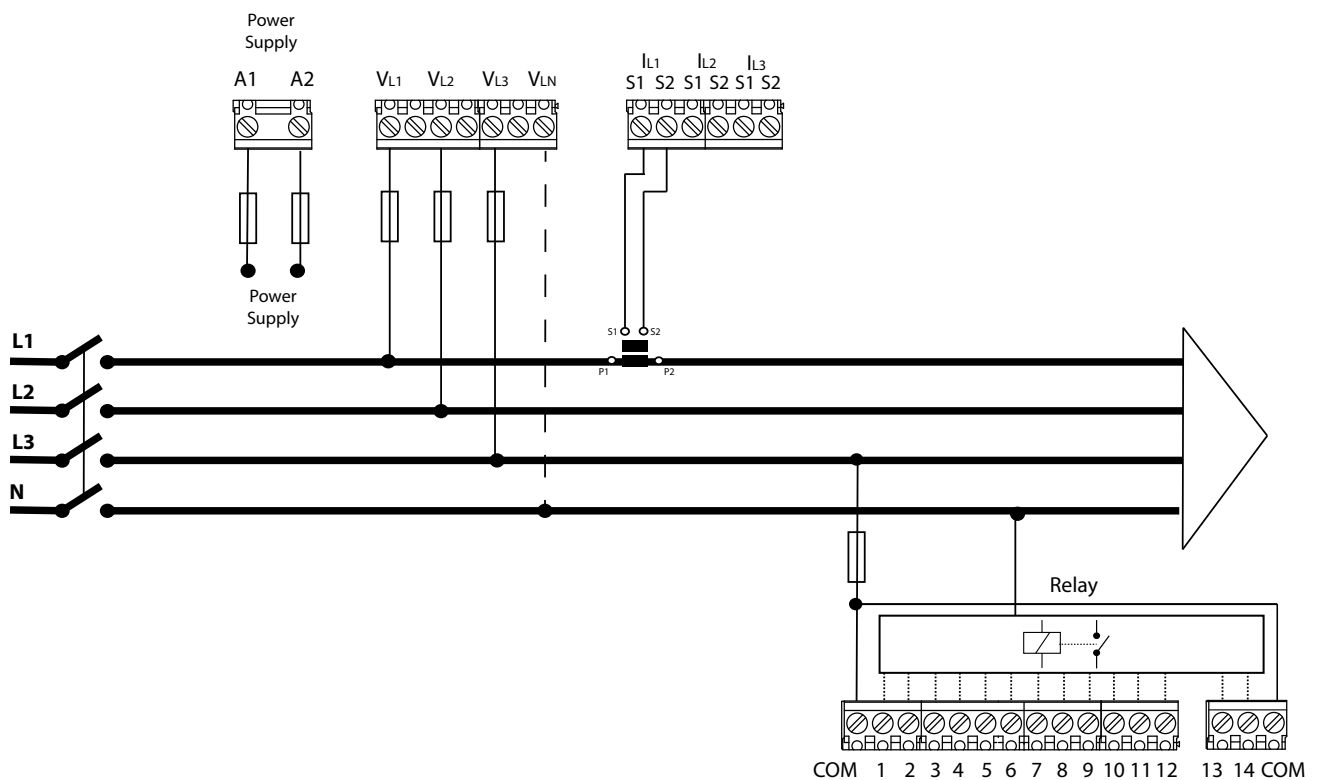 Power
Supply
A1 A2
VL1 VL2 VL3 VLN
IL1 IL2 IL3
S1 S2 S1 S2 S1 S2
Power
Supply
S1 S2
L1
P1 P2
L2
L3
N
Relay
COM 1 2 3 4 5 6 7 8 9 10 11 12 13 14 COM